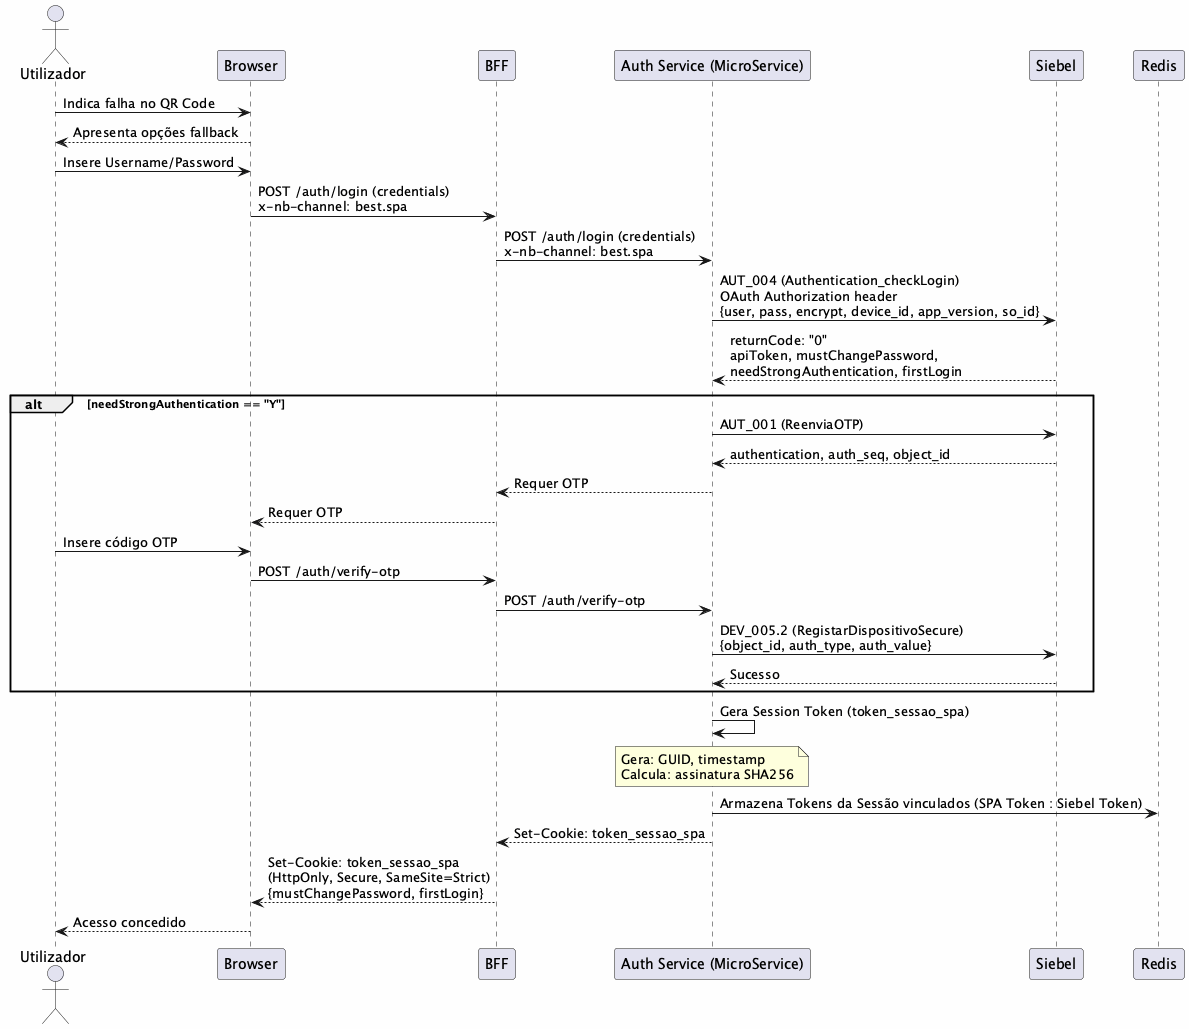 Utilizador
Browser
BFF
Auth Service (MicroService)
Siebel
Redis
Indica falha no QR Code
Apresenta opções fallback
Insere Username/Password
POST /auth/login (credentials)
x-nb-channel: best.spa
POST /auth/login (credentials)
x-nb-channel: best.spa
AUT_004 (Authentication_checkLogin)
OAuth Authorization header
{user, pass, encrypt, device_id, app_version, so_id}
returnCode: "0"
apiToken, mustChangePassword,
needStrongAuthentication, firstLogin
alt
[needStrongAuthentication == "Y"]
AUT_001 (ReenviaOTP)
authentication, auth_seq, object_id
Requer OTP
Requer OTP
Insere código OTP
POST /auth/verify-otp
POST /auth/verify-otp
DEV_005.2 (RegistarDispositivoSecure)
{object_id, auth_type, auth_value}
Sucesso
Gera Session Token (token_sessao_spa)
Gera: GUID, timestamp
Calcula: assinatura SHA256
Armazena Tokens da Sessão vinculados (SPA Token : Siebel Token)
Set-Cookie: token_sessao_spa
Set-Cookie: token_sessao_spa
(HttpOnly, Secure, SameSite=Strict)
{mustChangePassword, firstLogin}
Acesso concedido
Utilizador
Browser
BFF
Auth Service (MicroService)
Siebel
Redis